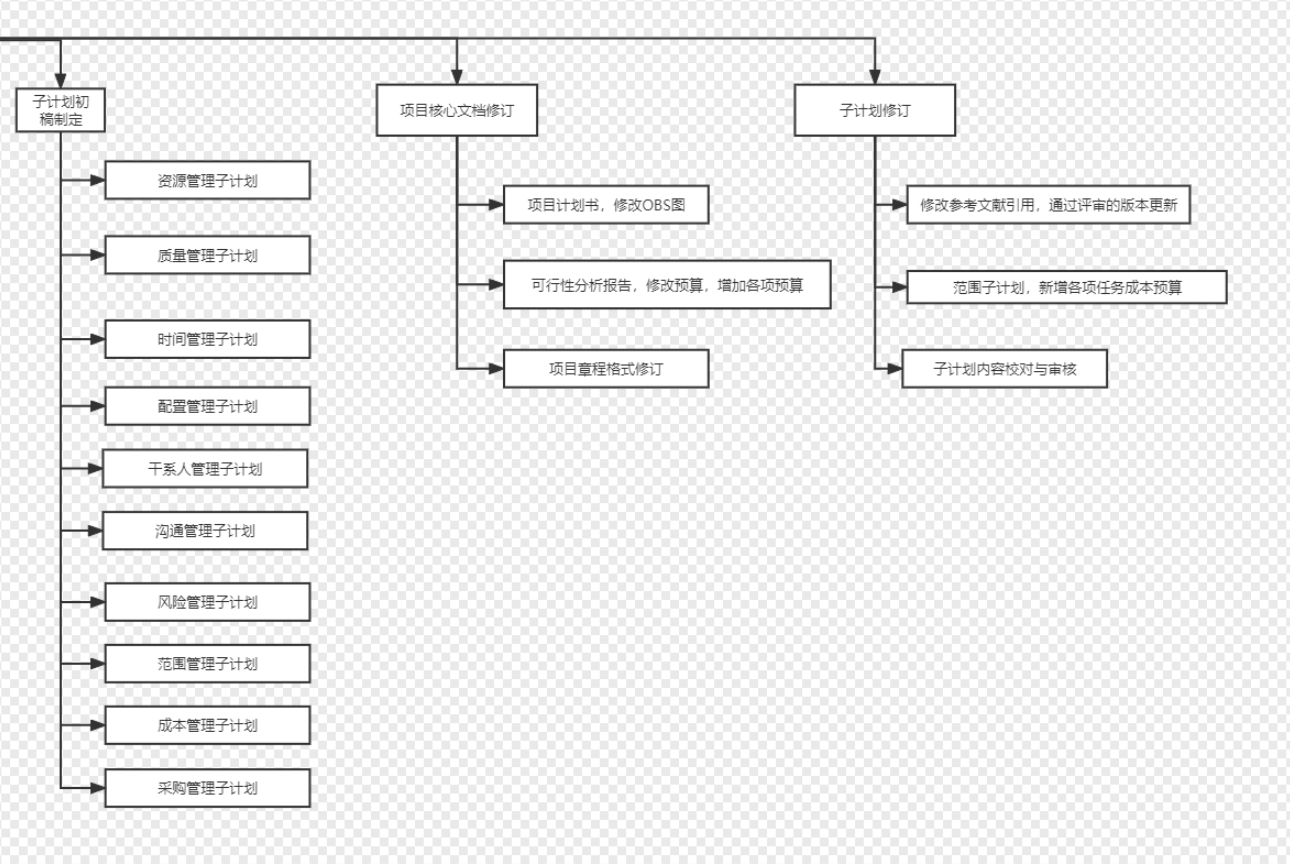 子计划初
稿制定
资源管理子计划
质量管理子计划
时间管理子计划
配置管理子计划
干系人管理子计划
沟通管理子计划
风险管理子计划
范围管理子计划
成本管理子计划
采购管理子计划
项目核心文档修订
项目计划书，修改OBS图
可行性分析报告，修改预算，增加各项预算
项目章程格式修订
子计划修订
修改参考文献引用，通过评审的版本更新
范围子计划，新增各项任务成本预算
子计划内容校对与审核